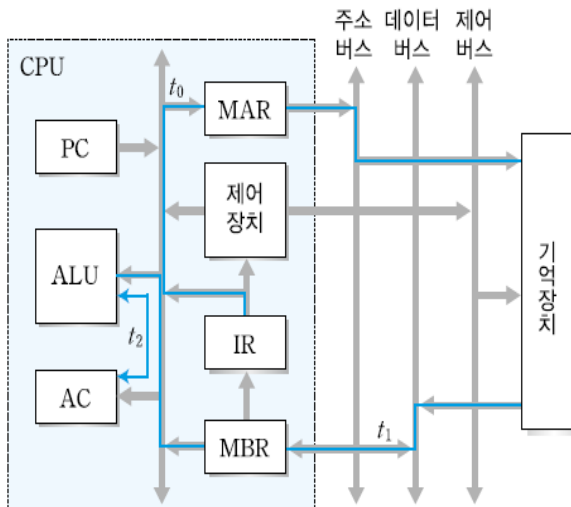 주소 데이터 제어
버스 버스 버스
CPU
t₀
MAR
PC
제어
장치
ALU
기억장치
t₂
IR
AC
MBR
t₁